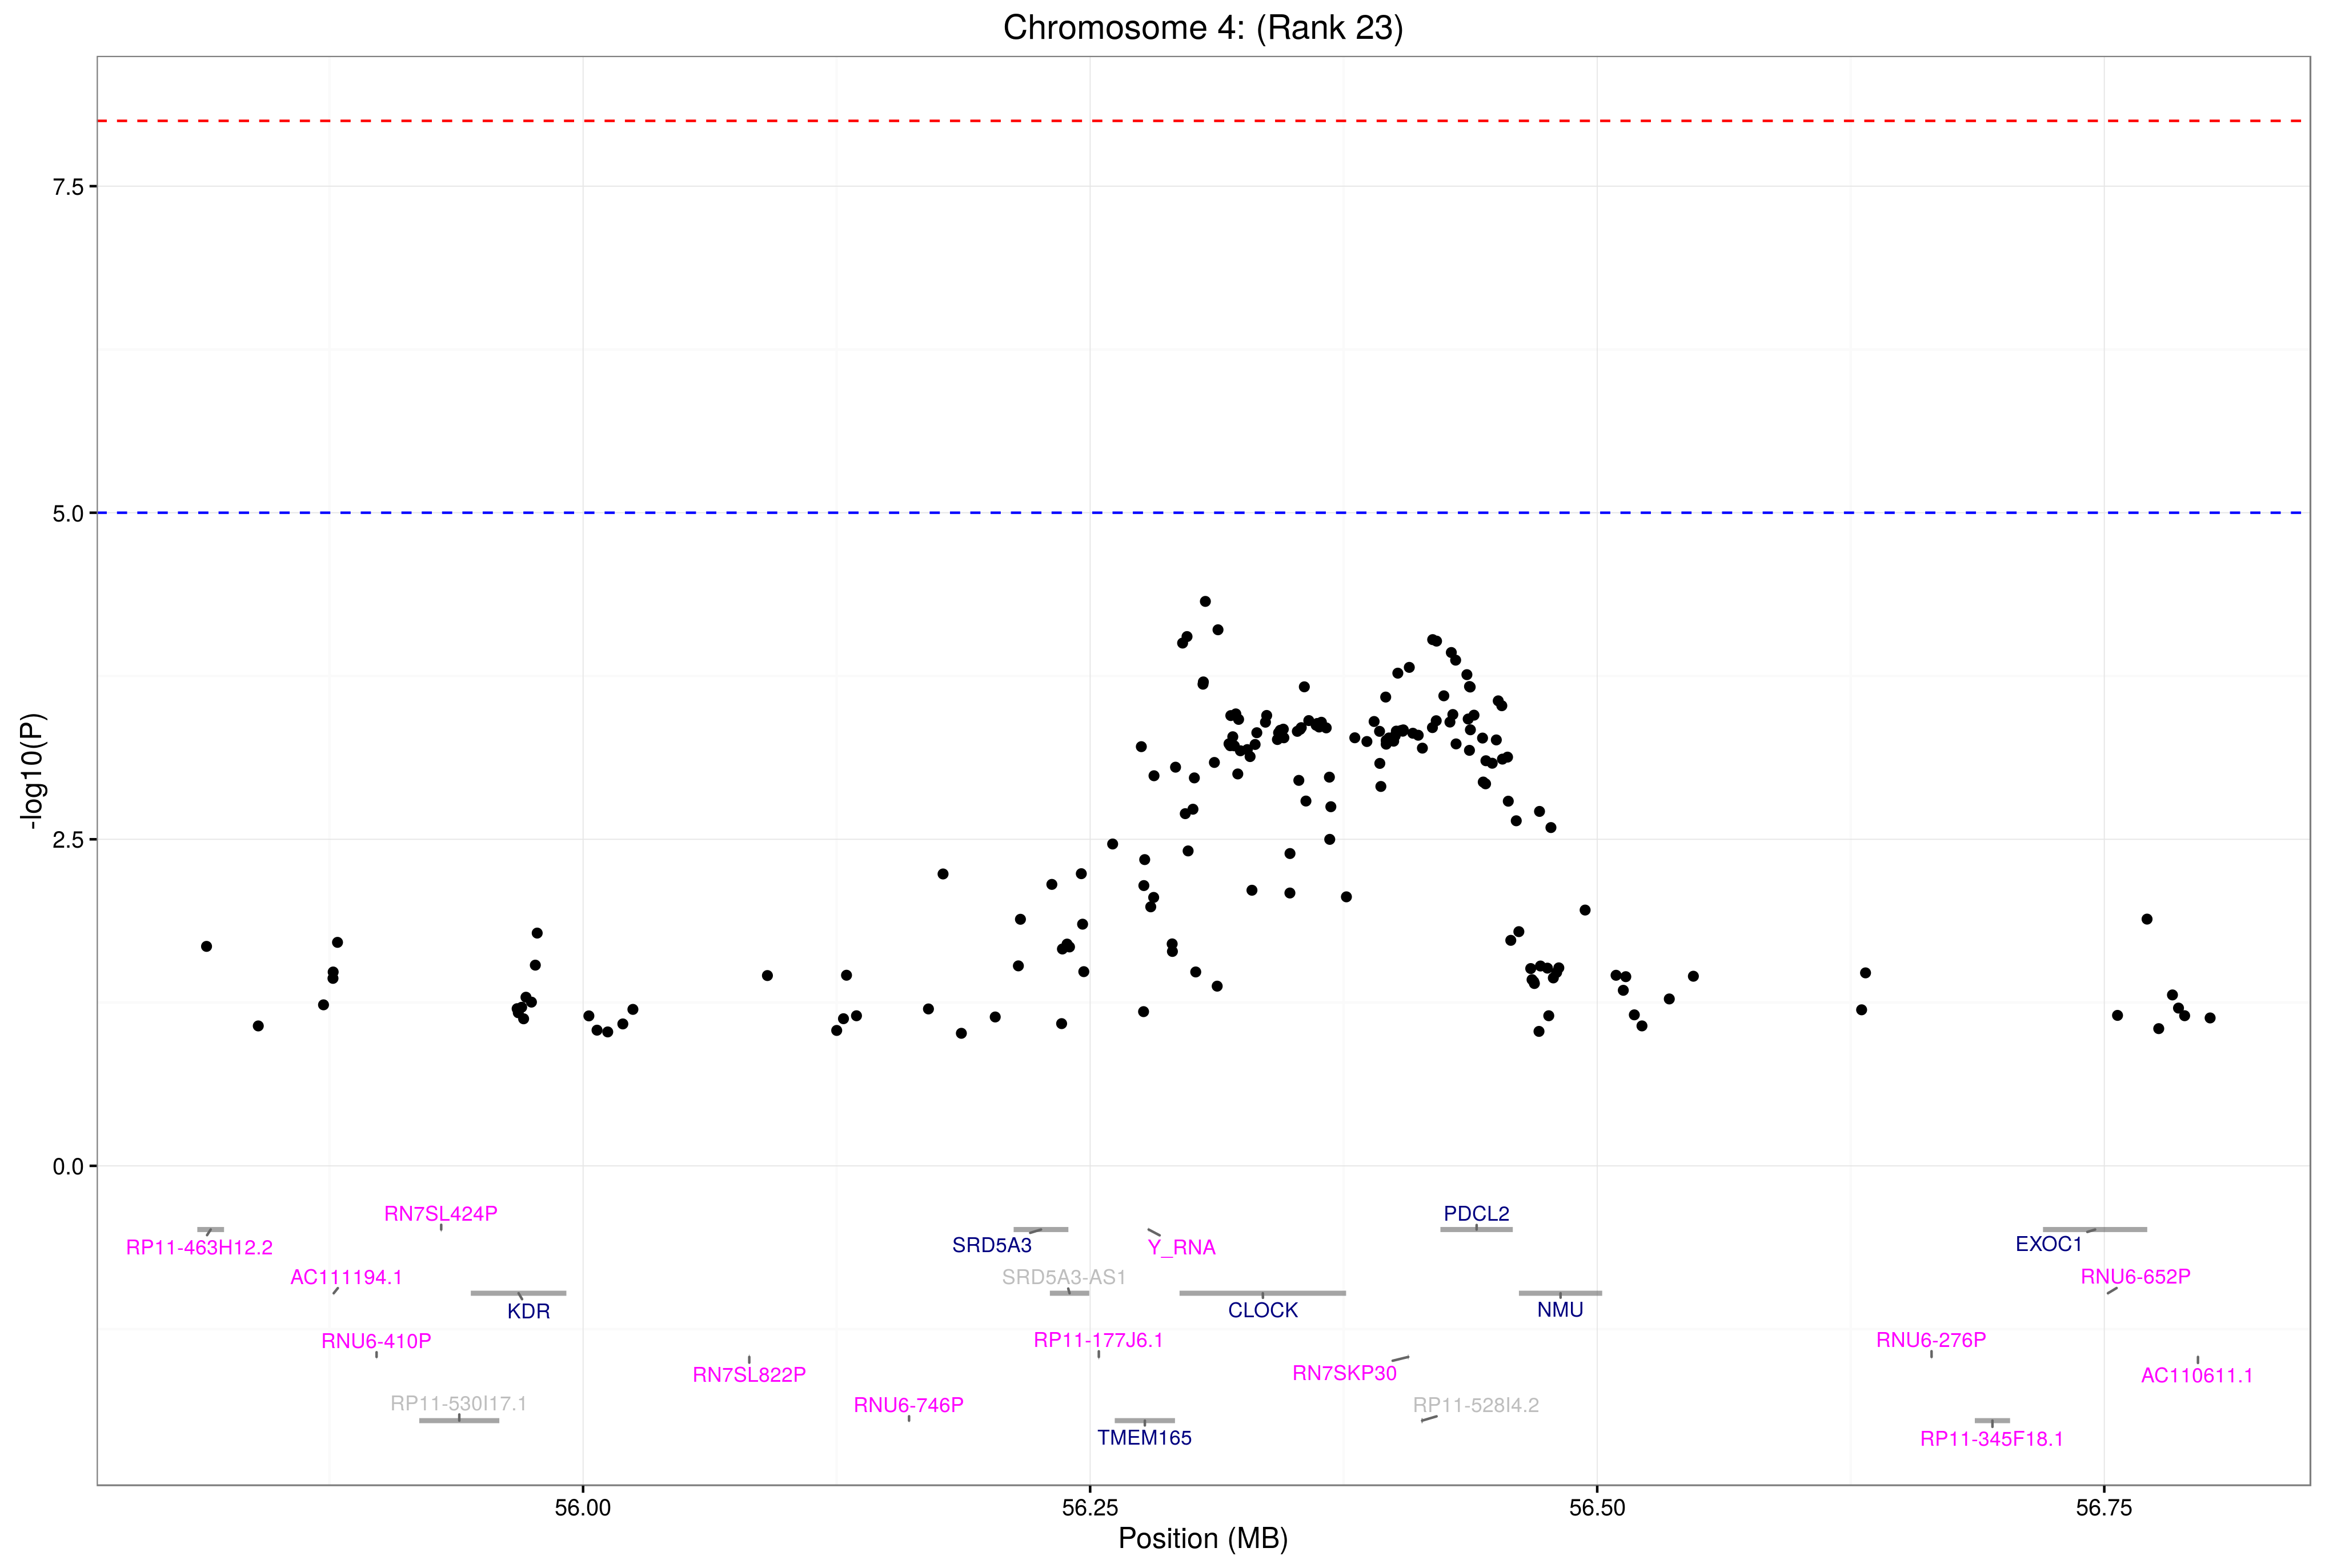 Chromosome 4: (Rank 23)
-log10(P)
7.5
5.0
2.5
0.0
RN7SL424P
PDCL2
RP11-463H12.2
SRD5A3
Y_RNA
EXOC1
AC111194.1
SRD5A3-AS1
RNU6-652P
KDR
CLOCK
NMU
RNU6-410P
RP11-177J6.1
RNU6-276P
RN7SL822P
RN7SKP30
AC110611.1
RP11-530I17.1
RNU6-746P
RP11-528I4.2
TMEM165
RP11-345F18.1
56.00 56.25 56.50 56.75
Position (MB)